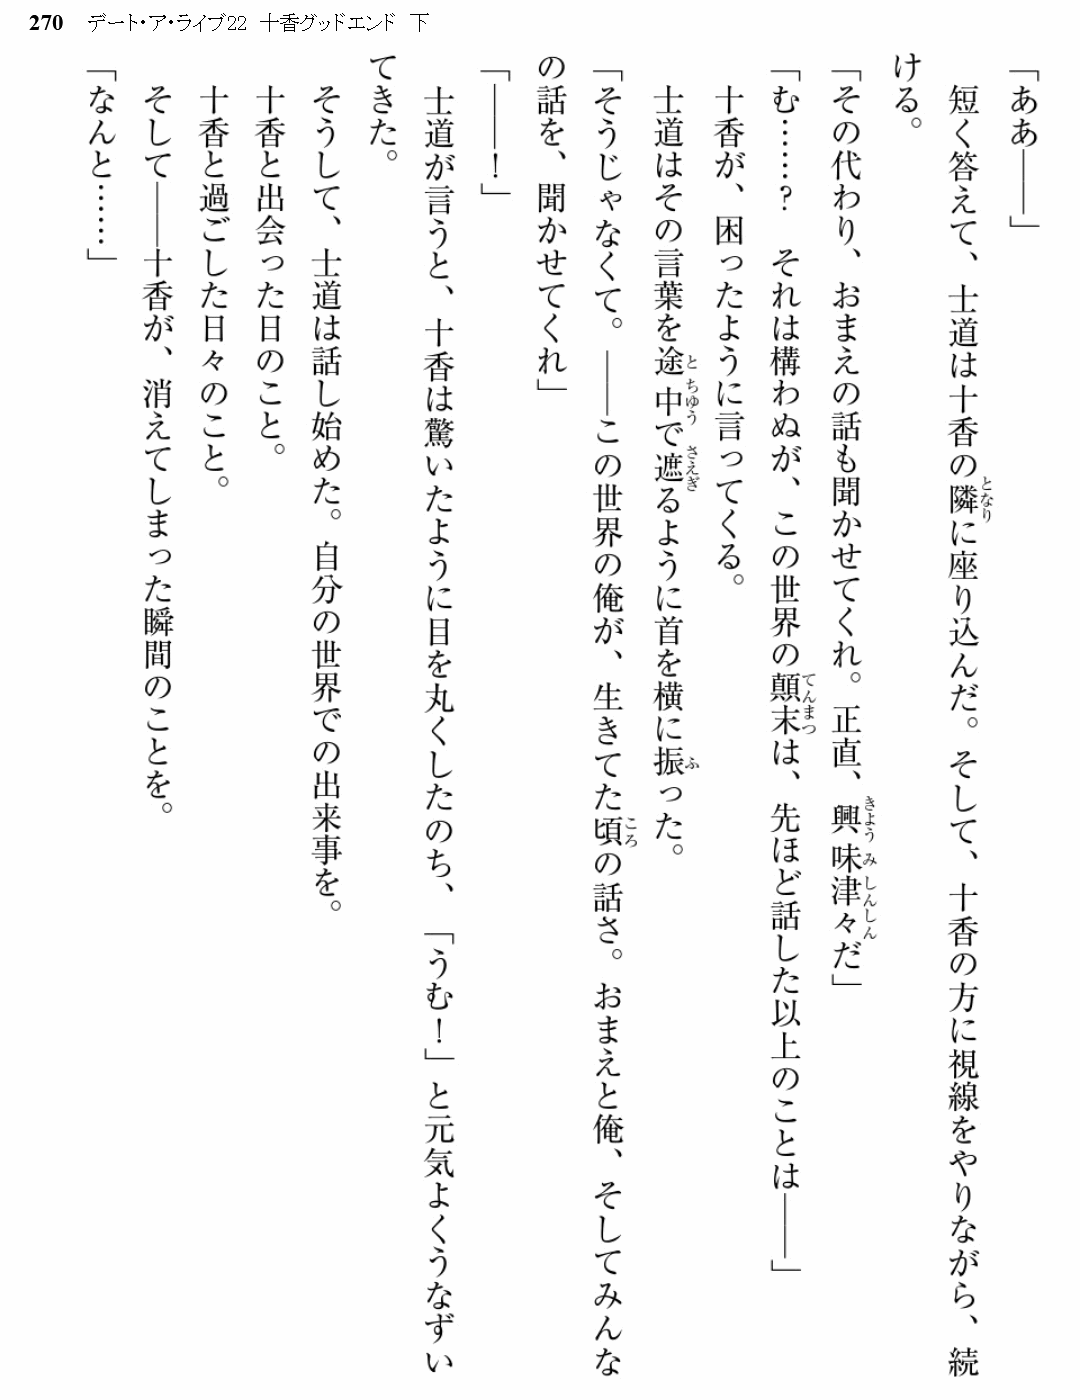 270 デート・ア・ライブ22 十香グッドエンド 下
「ああ――」
　短く答えて、士道は十香の隣に座り込んだ。そして、十香の方に視線をやりながら、続
ける。
「その代わり、おまえの話も聞かせてくれ。正直、興味津々だ」
「む……？　それは構わぬが、この世界の顛末は、先ほど話した以上のことは――」
　十香が、困ったように言ってくる。
　士道はその言葉を途中で遮るように首を横に振った。
「そうじゃなくて。――この世界の俺が、生きてた頃の話さ。おまえと俺、そしてみんな
の話を、聞かせてくれ」
「――！」
　士道が言うと、十香は驚いたように目を丸くしたのち、「うむ！」と元気よくうなずい
てきた。
　そうして、士道は話し始めた。自分の世界での出来事を。
　十香と出会った日のこと。
　十香と過ごした日々のこと。
　そして――十香が、消えてしまった瞬間のことを。
「なんと……」